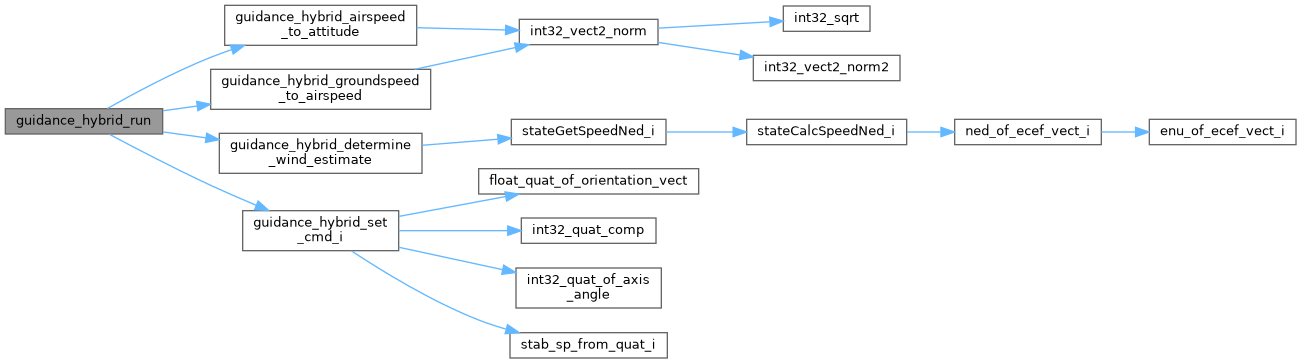 guidance_hybrid_run
guidance_hybrid_airspeed
_to_attitude
guidance_hybrid_groundspeed
_to_airspeed
guidance_hybrid_determine
_wind_estimate
guidance_hybrid_set
_cmd_i
int32_vect2_norm
int32_sqrt
int32_vect2_norm2
stateGetSpeedNed_i
stateCalcSpeedNed_i
ned_of_ecef_vect_i
enu_of_ecef_vect_i
float_quat_of_orientation_vect
int32_quat_comp
int32_quat_of_axis
_angle
stab_sp_from_quat_i